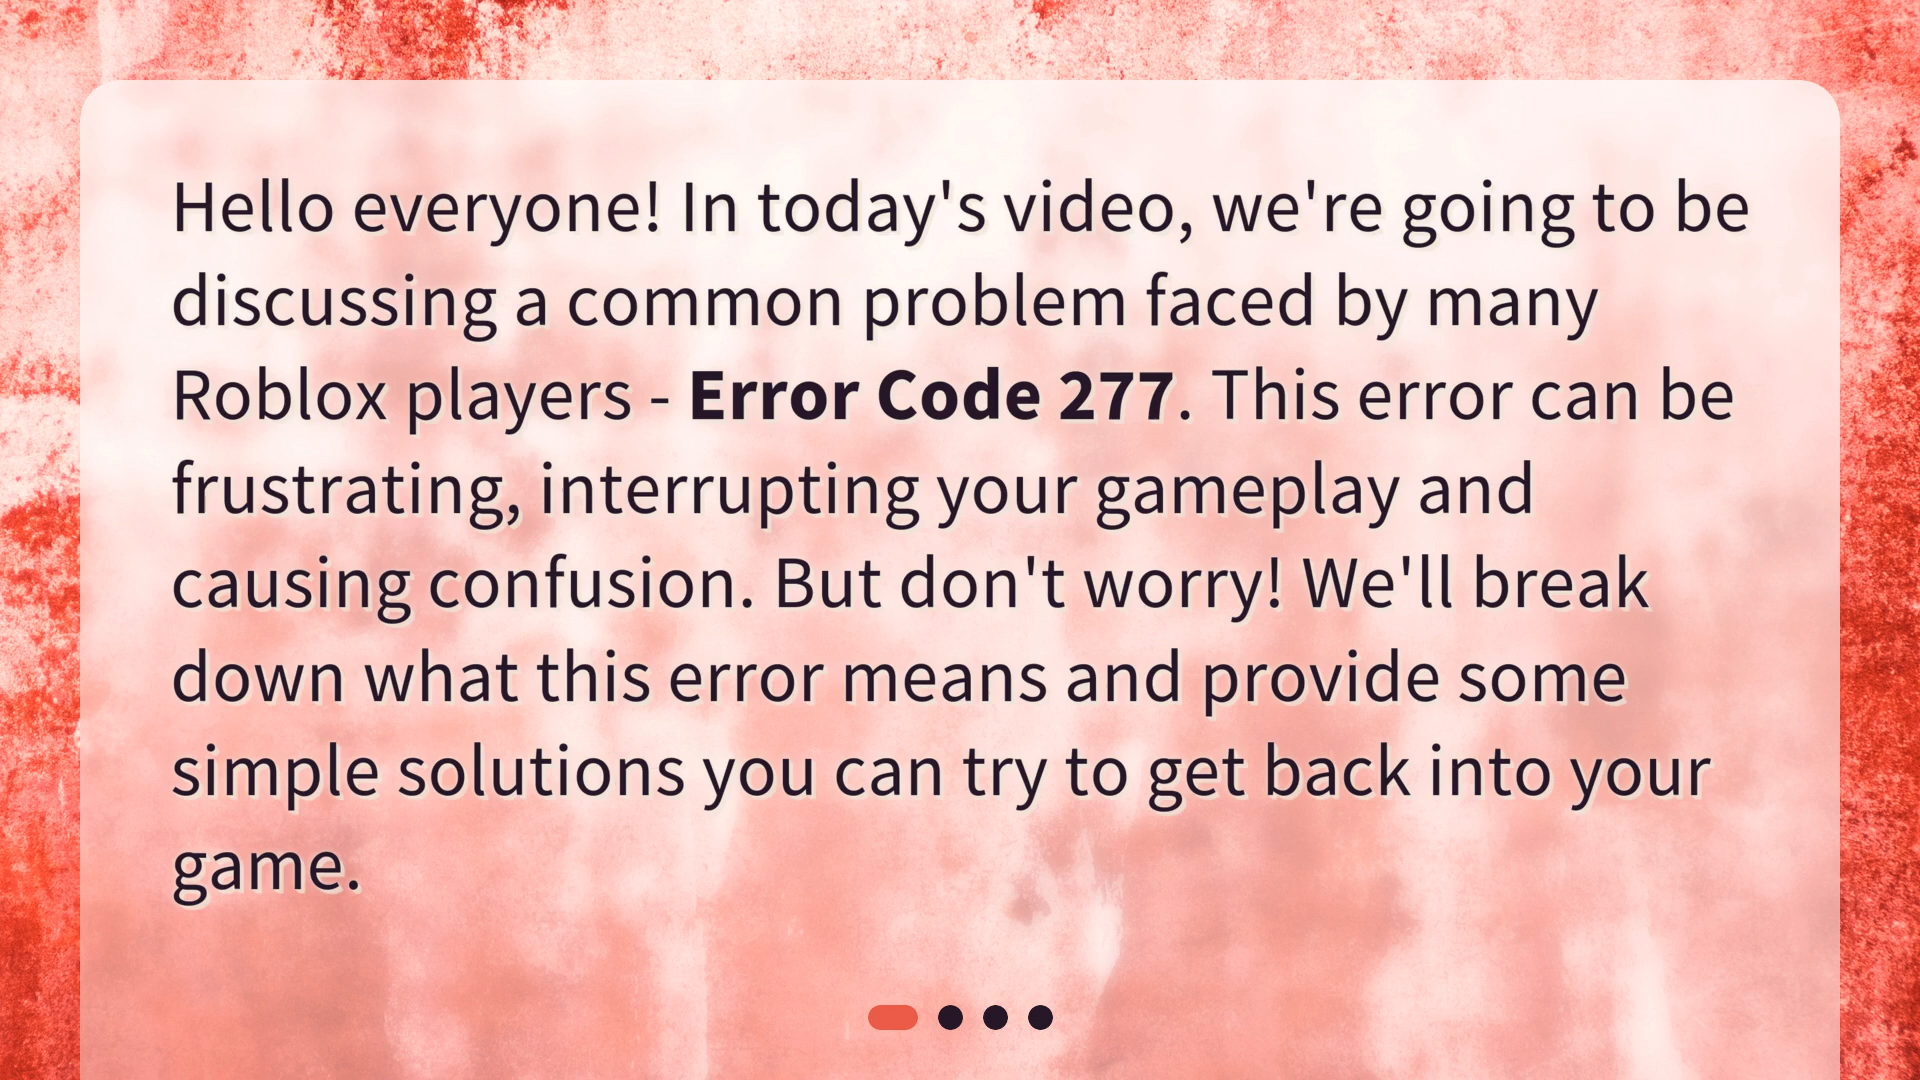 Hello everyone! In today's video, we're going to be
discussing a common problem faced by many
Roblox players - Error Code 277. This error can be
frustrating, interrupting your gameplay and
causing confusion. But don't worry! We'll break
down what this error means and provide some
simple solutions you can try to get back into your
game.